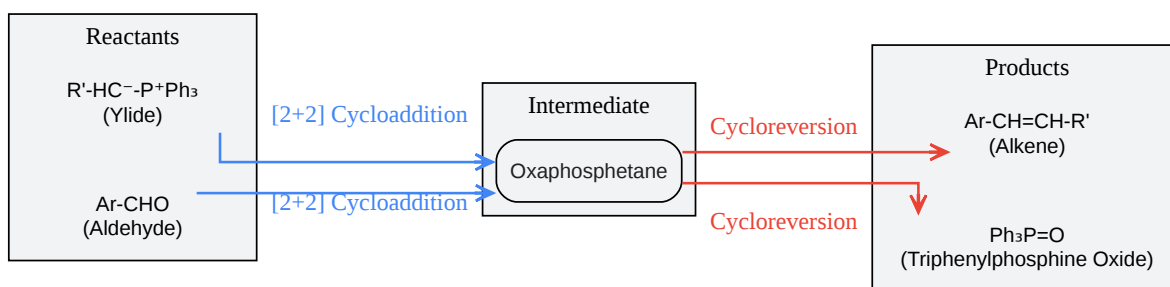 Reactants
R'-HC⁻-P⁺Ph₃
(Ylide)
Ar-CHO
(Aldehyde)
[2+2] Cycloaddition
[2+2] Cycloaddition
Intermediate
Oxaphosphetane
Cycloreversion
Cycloreversion
Products
Ar-CH=CH-R'
(Alkene)
Ph₃P=O
(Triphenylphosphine Oxide)